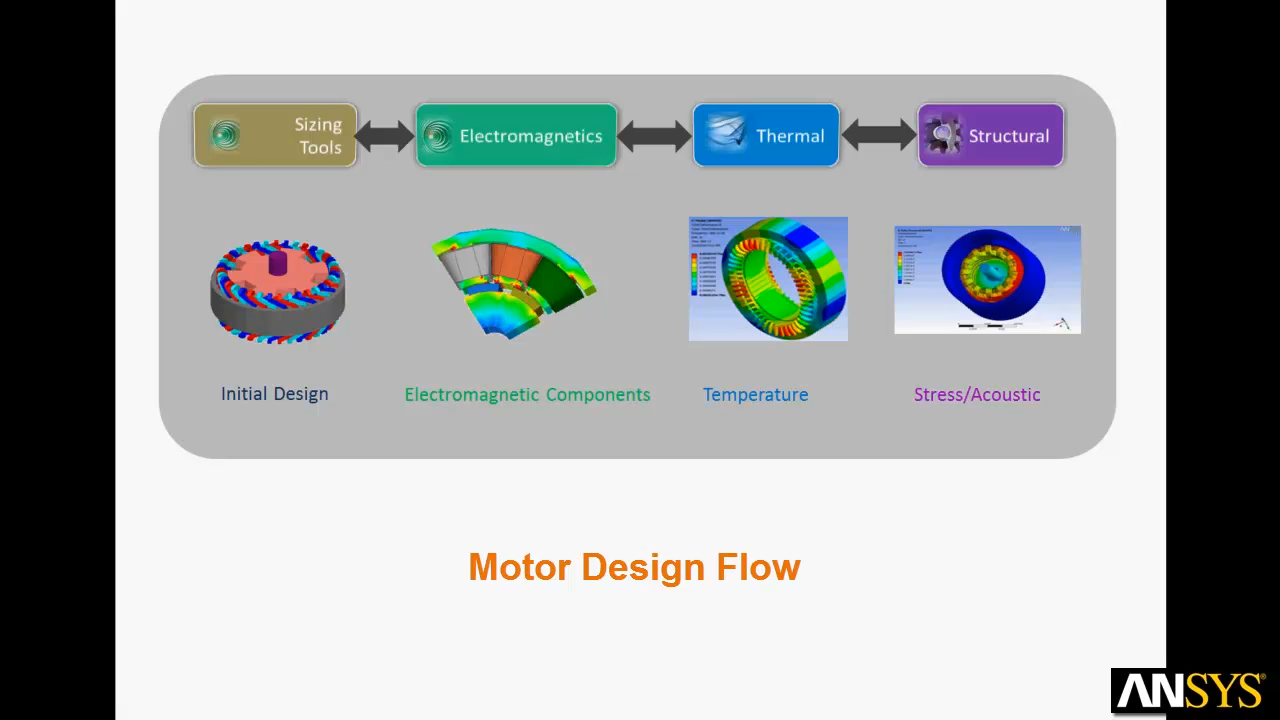 Sizing
Tools
Electromagnetics
Thermal
Structural
Initial Design
Electromagnetic Components
Temperature
Stress/Acoustic
Motor Design Flow
ANSYS®